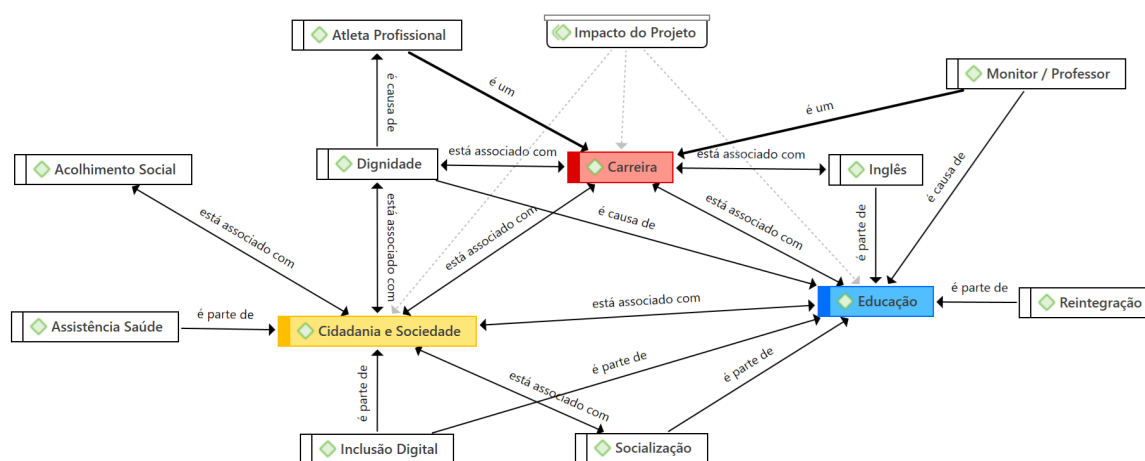 Atleta Profissional
Impacto do Projeto
Monitor / Professor
é um
é causa de
é um
Acolhimento Social
Dignidade
está associado com
Carreira
está associado com
Inglês
é causa de
está associado com
está associado com
está associado com
é causa de
está associado com
é parte de
Assistência Saúde
é parte de
Cidadania e Sociedade
está associado com
Educação
é parte de
Reintegração
é parte de
é parte de
está associado com
é parte de
Inclusão Digital
Socialização